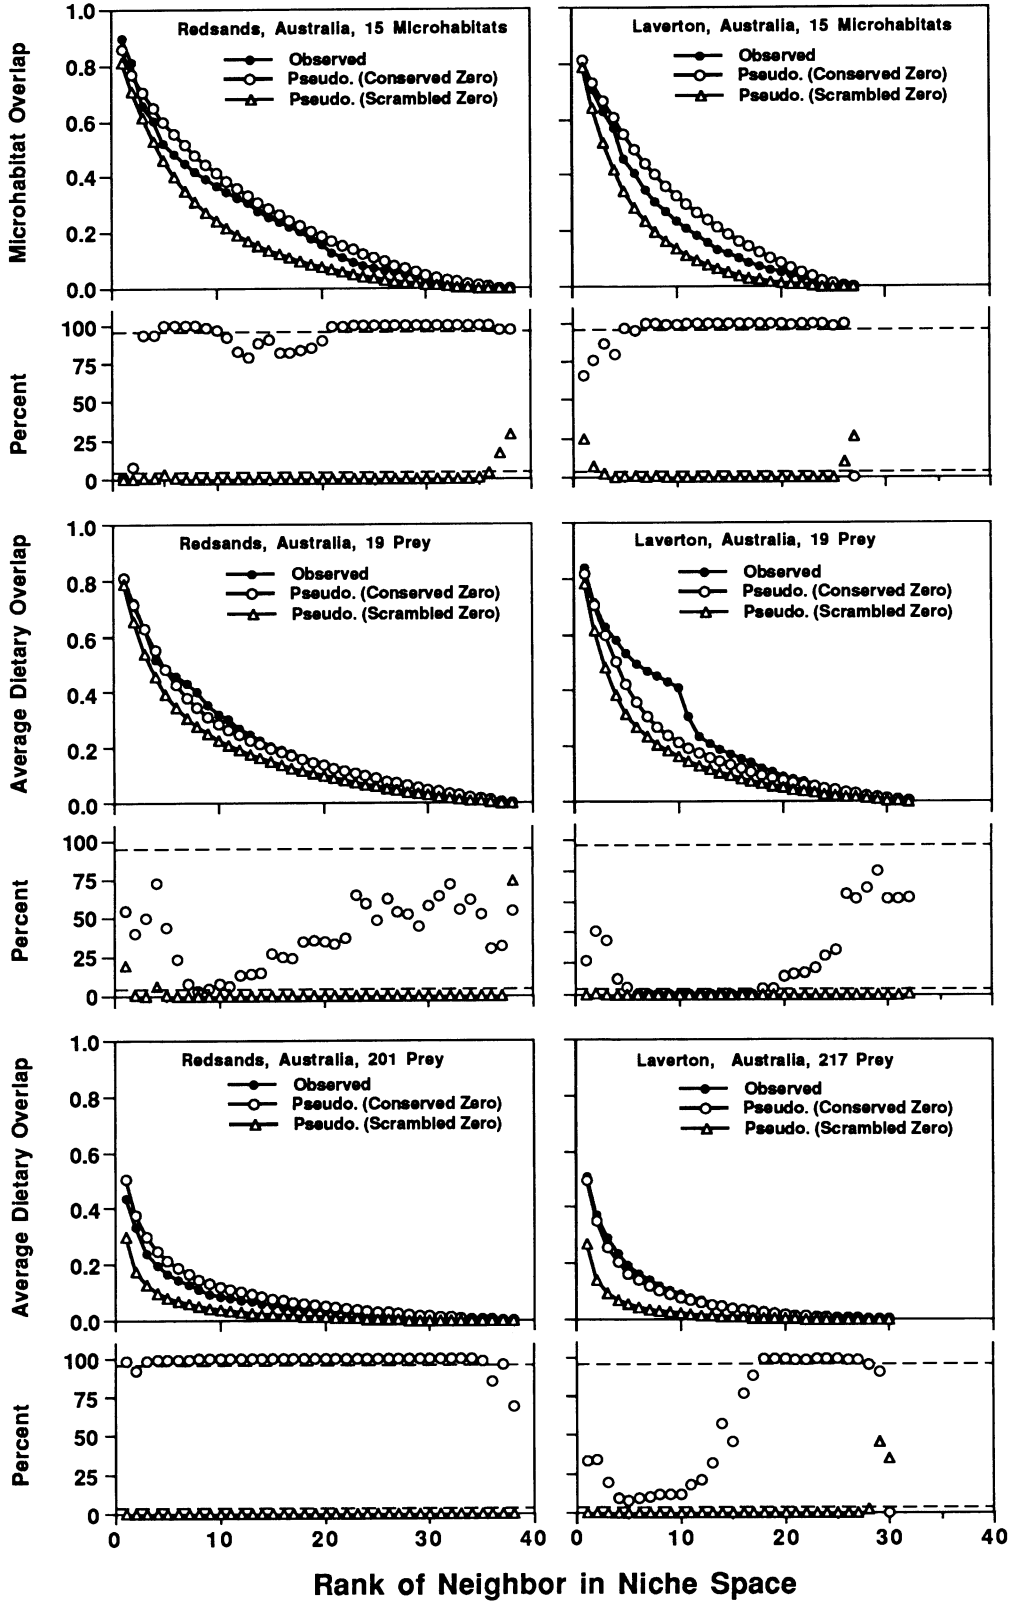 Redsands, Australia, 15 Microhabitats
Observed
Pseudo. (Conserved Zero)
Pseudo. (Scrambled Zero)
Microhabitat Overlap
1.0
0.8
0.6
0.4
0.2
0.0
Laverton, Australia, 15 Microhabitats
Observed
Pseudo. (Conserved Zero)
Pseudo. (Scrambled Zero)
Percent
100
75
50
25
0
Redsands, Australia, 19 Prey
Observed
Pseudo. (Conserved Zero)
Pseudo. (Scrambled Zero)
Average Dietary Overlap
1.0
0.8
0.6
0.4
0.2
0.0
Laverton, Australia, 19 Prey
Observed
Pseudo. (Conserved Zero)
Pseudo. (Scrambled Zero)
Percent
100
75
50
25
0
Redsands, Australia, 201 Prey
Observed
Pseudo. (Conserved Zero)
Pseudo. (Scrambled Zero)
Average Dietary Overlap
1.0
0.8
0.6
0.4
0.2
0.0
Laverton, Australia, 217 Prey
Observed
Pseudo. (Conserved Zero)
Pseudo. (Scrambled Zero)
Percent
100
75
50
25
0
0 10 20 30 40
0 10 20 30 40
Rank of Neighbor in Niche Space